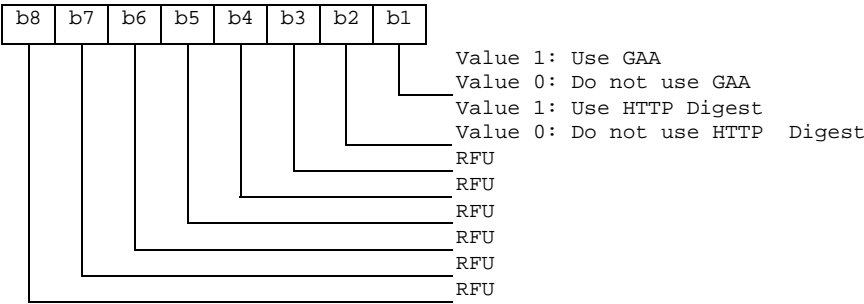 b8 b7 b6 b5 b4 b3 b2 b1
Value 1: Use GAA
Value 0: Do not use GAA
Value 1: Use HTTP Digest
Value 0: Do not use HTTP  Digest
RFU
RFU
RFU
RFU
RFU
RFU